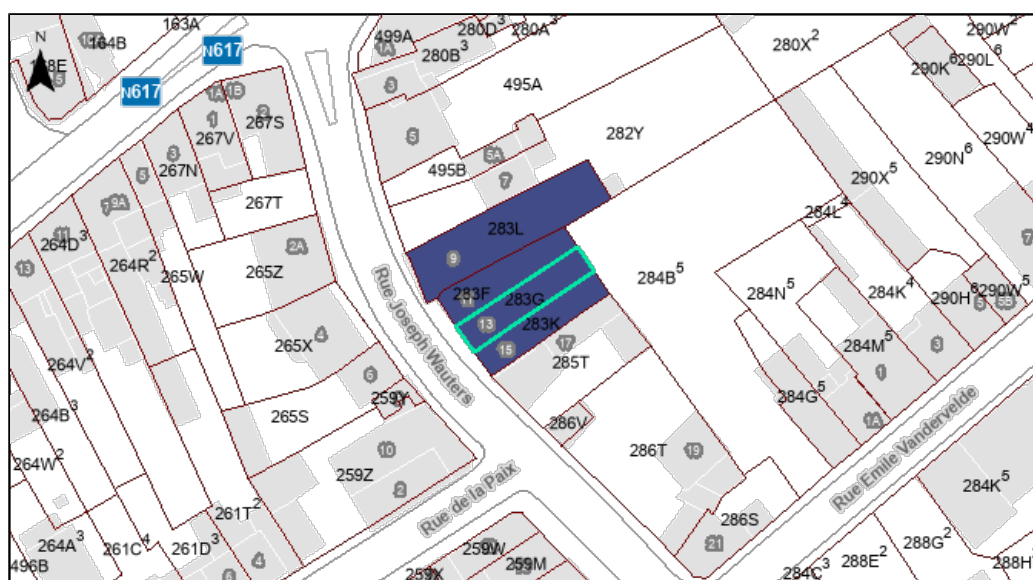 163A
164B
N
N617
N617
499A
1A
280D³
280A³
280B³
3
280X²
290W²
290L⁶
290K⁶
1A
1B
2
1
267V
267S
495A
5
282Y
290W⁴
3
267N
5A
495B
290N⁶
5
7
290X⁵
9A
267T
283L
284L⁴
7
11
264D³
264R²
265W
2A
265Z
9
284B⁵
13
283F
11
283G
13
283K
284N⁵
284K⁴
290H⁶
290W⁵
5
5B
Rue Joseph Wauters
4
265X
15
17
285T
284M⁵
3
264V²
6
259Y
1
284G⁵
264B³
265S
286V
1A
Rue Emile Vandervelde
264W²
10
286T
19
259Z
2
Rue de la Paix
284K⁵
261T²
286S
264A³
261C⁴
261D³
21
288G²
496B
4
6
259W
259M
259X
284C³
288E²
288H